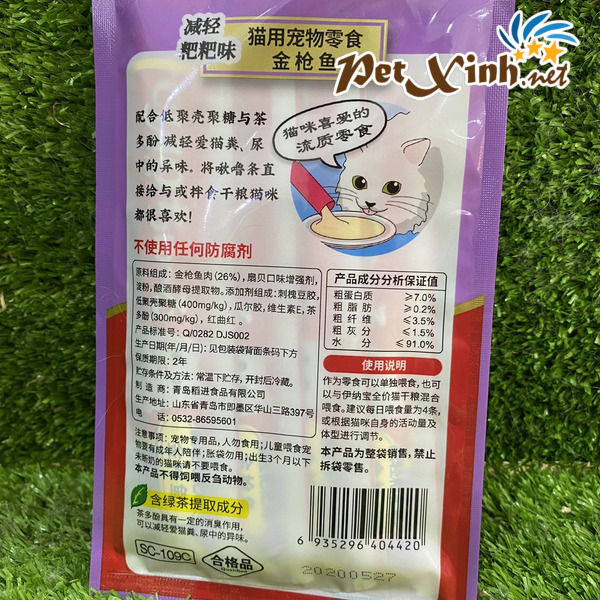 减轻
粑粑味
猫用宠物零食
金枪鱼
Pet Xinh.net
配合低聚壳聚糖与茶
多酚 减轻爱猫粪、尿
中的异味。将啾噜条直
接给与或拌食干粮猫咪
都很喜欢！
猫咪喜爱的
流质零食
不使用任何防腐剂
原料组成：金枪鱼肉(26%)，扇贝口味增强剂，
淀粉，酿酒酵母提取物。添加剂组成：刺槐豆胶，
低聚壳聚糖(400mg/kg)，瓜尔胶，维生素E，茶
多酚(300mg/kg)，红曲红。
产品标准号：Q/0282 DJS002
生产日期(年/月/日)：见包装袋背面条码下方
保质期限：2年
贮存条件及方法：常温下贮存，开封后冷藏。
制 造 商：青岛稻进食品有限公司
生产地址：山东省青岛市即墨区华山三路397号
电 话：0532-86595601
产品成分分析保证值
粗蛋白质 ≥7.0%
粗 脂 肪 ≥0.2%
粗 纤 维 ≤3.5%
粗 灰 分 ≤1.5%
水 分 ≤91.0%
使用说明
作为零食可以单独喂食，也可
以与伊纳宝全价猫干粮混合
喂食。建议每日喂食量为4条，
或根据猫咪自身的活动量及
体型进行调节。
本产品为整袋销售，禁止
拆袋零售。
注意事项：宠物专用品，人勿食用；儿童喂食宠
物要有成年人陪伴；胀袋勿用；出生3个月以下
未断奶的猫咪请不要喂食。
本产品不得饲喂反刍动物。
含绿茶提取成分
茶多酚具有一定的消臭作用，
可以减轻爱猫粪、尿中的异味。
SC-109C
合格品
Qualified
6 935296 404420
20200527